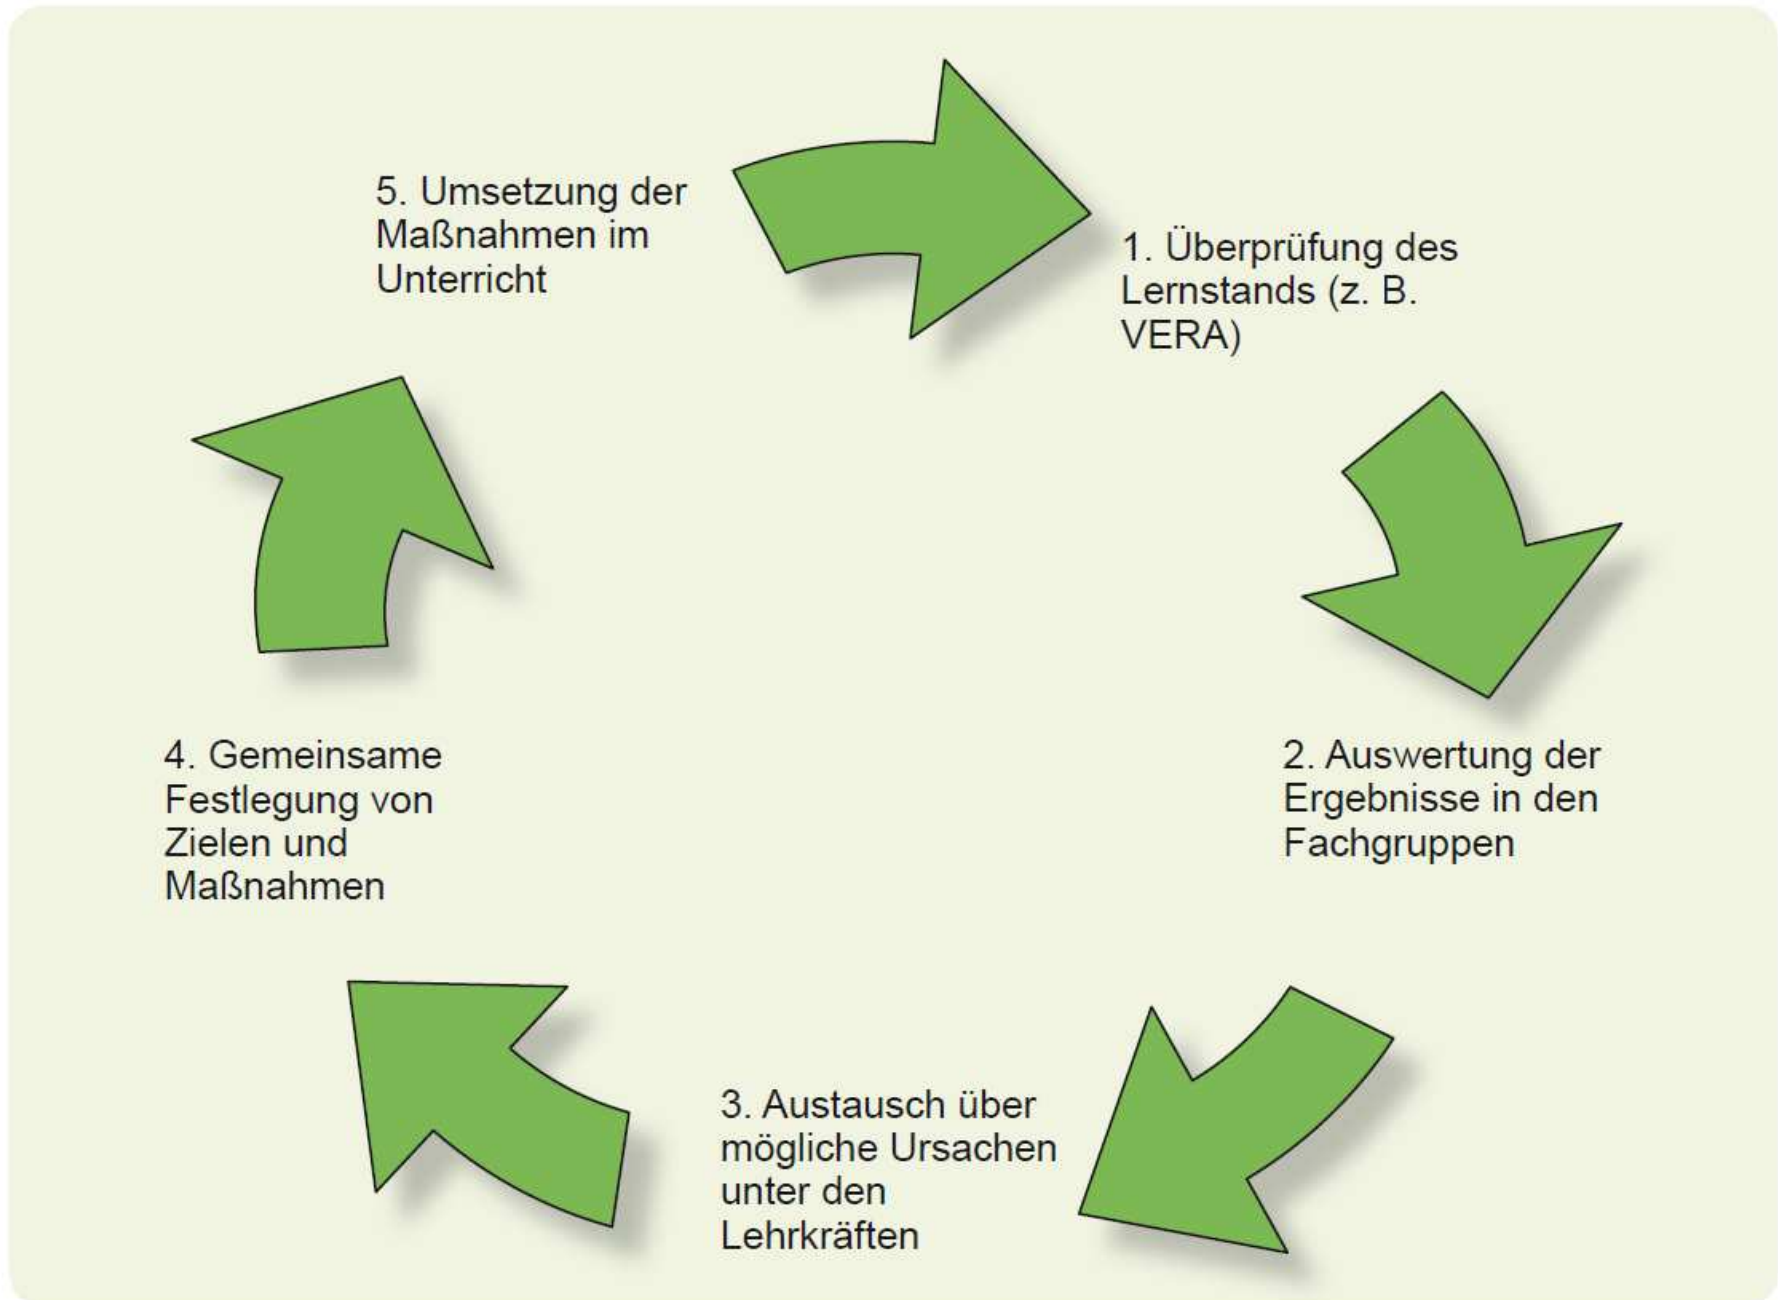 5. Umsetzung der
Maßnahmen im
Unterricht
1. Überprüfung des
Lernstands (z. B.
VERA)
2. Auswertung der
Ergebnisse in den
Fachgruppen
3. Austausch über
mögliche Ursachen
unter den
Lehrkräften
4. Gemeinsame
Festlegung von
Zielen und
Maßnahmen